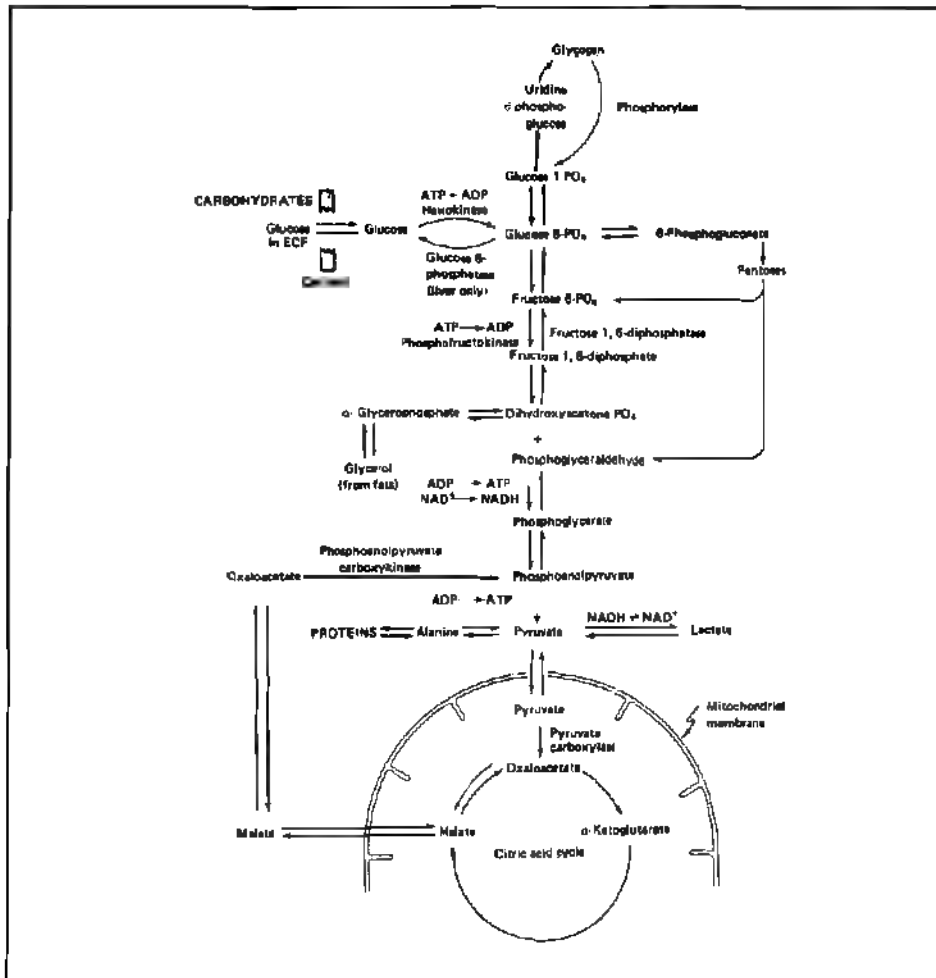 Glycogen
Uridine
diphospho-
glucose
Phosphorylase
Glucose 1 PO₄
CARBOHYDRATES
ATP → ADP
Hexokinase
Glucose
in ECF
Glucose
Glucose 6-PO₄
6-Phosphogluconate
Glucose 6-
phosphatase
(liver only)
Pentoses
Fructose 6-PO₄
ATP → ADP
Phosphofructokinase
Fructose 1, 6-diphosphatase
Fructose 1, 6-diphosphate
α-Glycerophosphate
Dihydroxyacetone PO₄
+
Phosphoglyceraldehyde
Glycerol
(from fats)
ADP → ATP
NAD⁺ → NADH
Phosphoglycerate
Phosphoenolpyruvate
carboxykinase
Oxaloacetate
Phosphoenolpyruvate
ADP → ATP
PROTEINS
Alanine
Pyruvate
NADH ⇌ NAD⁺
Lactate
Pyruvate
Mitochondrial
membrane
Pyruvate
Oxaloacetate
Malate
Malate
α-Ketoglutarate
Citric acid cycle